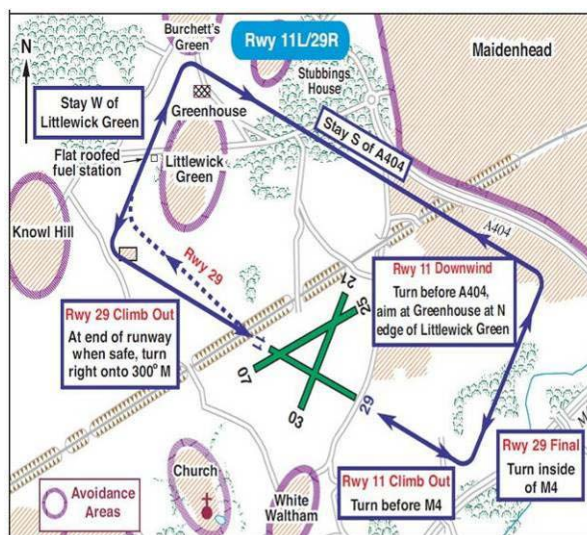 Burchett's
Green
Rwy 11L/29R
Maidenhead
N
Stubbings
House
Stay W of
Littlewick Green
Greenhouse
Stay S of A404
Flat roofed
fuel station
Littlewick
Green
A404
Knowl Hill
Rwy 29
Rwy 11 Downwind
Turn before A404,
aim at Greenhouse at N
edge of Littlewick Green
Rwy 29 Climb Out
At end of runway
when safe, turn
right onto 300° M
21
25
11
07
03
29
M4
Rwy 29 Final
Turn inside
of M4
Church
Rwy 11 Climb Out
Turn before M4
Avoidance
Areas
White
Waltham